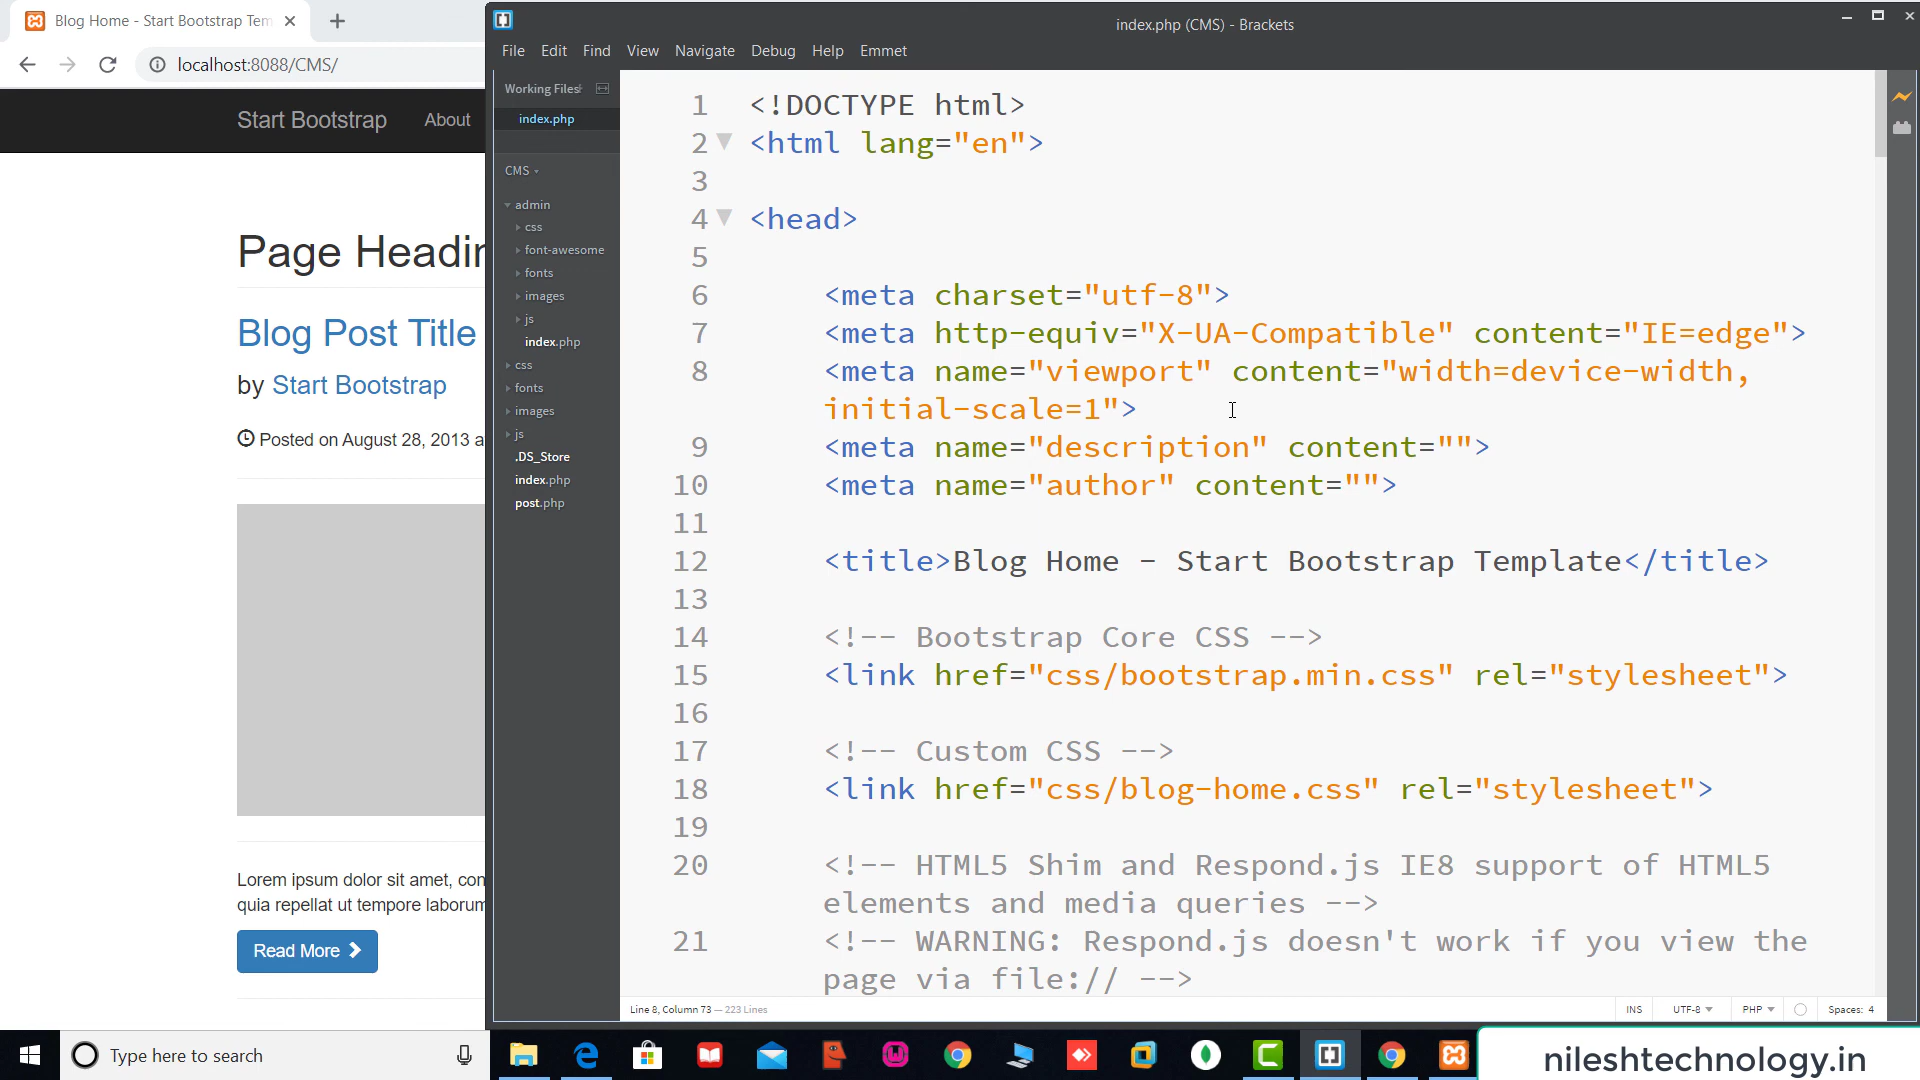 Blog Home - Start Bootstrap Tem
localhost:8088/CMS/
Start Bootstrap
About
Page Headin
Blog Post Title
by Start Bootstrap
Posted on August 28, 2013 a
Lorem ipsum dolor sit amet, con
quia repellat ut tempore laborum
Read More
index.php (CMS) - Brackets
File Edit Find View Navigate Debug Help Emmet
Working Files
index.php
CMS
admin
css
font-awesome
fonts
images
js
index.php
css
fonts
images
js
.DS_Store
index.php
post.php
1 <!DOCTYPE html>
2 <html lang="en">
3
4 <head>
5
6 <meta charset="utf-8">
7 <meta http-equiv="X-UA-Compatible" content="IE=edge">
8 <meta name="viewport" content="width=device-width,
initial-scale=1">
9 <meta name="description" content="">
10 <meta name="author" content="">
11
12 <title>Blog Home - Start Bootstrap Template</title>
13
14 <!-- Bootstrap Core CSS -->
15 <link href="css/bootstrap.min.css" rel="stylesheet">
16
17 <!-- Custom CSS -->
18 <link href="css/blog-home.css" rel="stylesheet">
19
20 <!-- HTML5 Shim and Respond.js IE8 support of HTML5
elements and media queries -->
21 <!-- WARNING: Respond.js doesn't work if you view the
page via file:// -->
Line 8, Column 73 — 223 Lines
INS UTF-8 PHP Spaces: 4
Type here to search
nileshtechnology.in